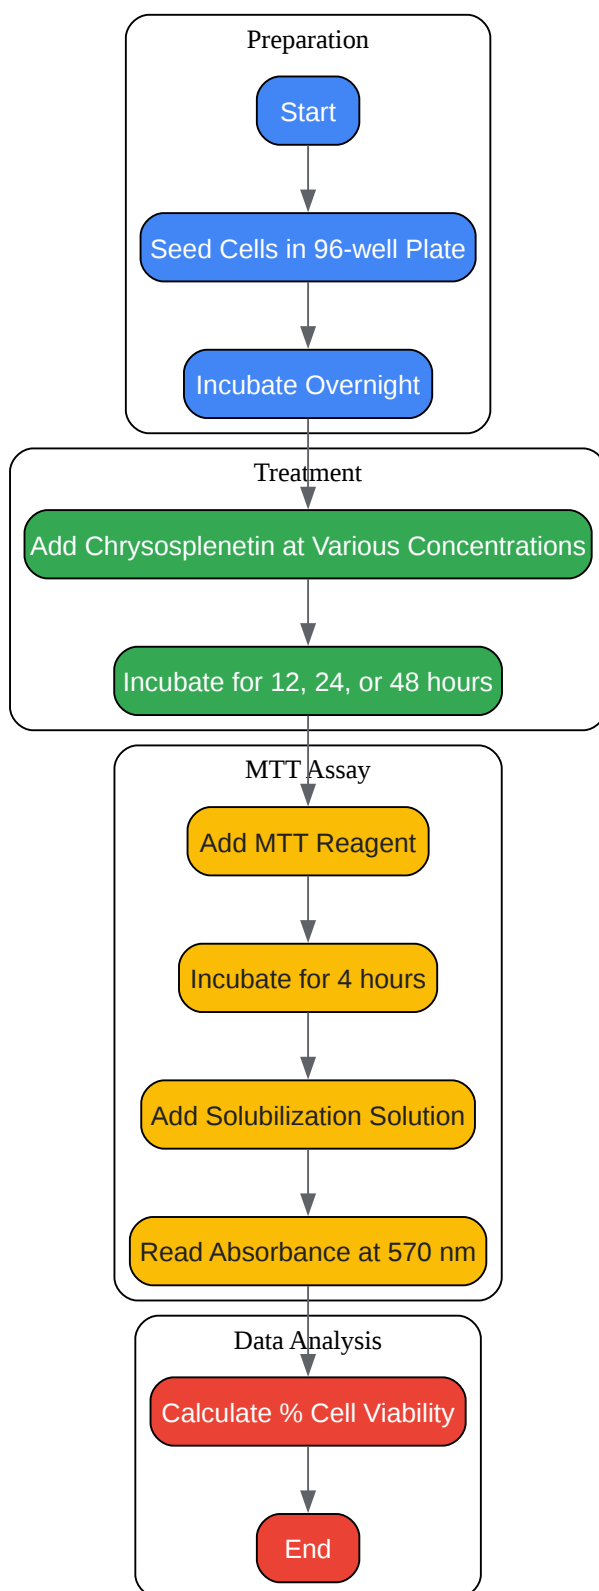 Preparation
Start
Seed Cells in 96-well Plate
Incubate Overnight
Treatment
Add Chrysosplenetin at Various Concentrations
Incubate for 12, 24, or 48 hours
MTT Assay
Add MTT Reagent
Incubate for 4 hours
Add Solubilization Solution
Read Absorbance at 570 nm
Data Analysis
Calculate % Cell Viability
End